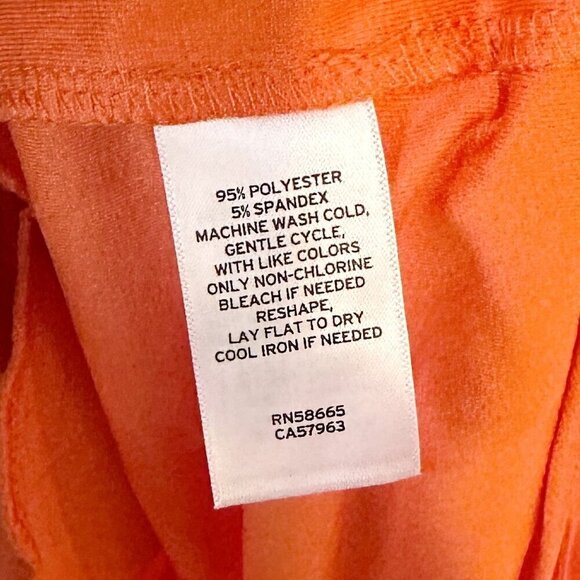 95% POLYESTER
5% SPANDEX
MACHINE WASH COLD,
GENTLE CYCLE,
WITH LIKE COLORS
ONLY NON-CHLORINE
BLEACH IF NEEDED
RESHAPE,
LAY FLAT TO DRY
COOL IRON IF NEEDED
RN58665
CA57963